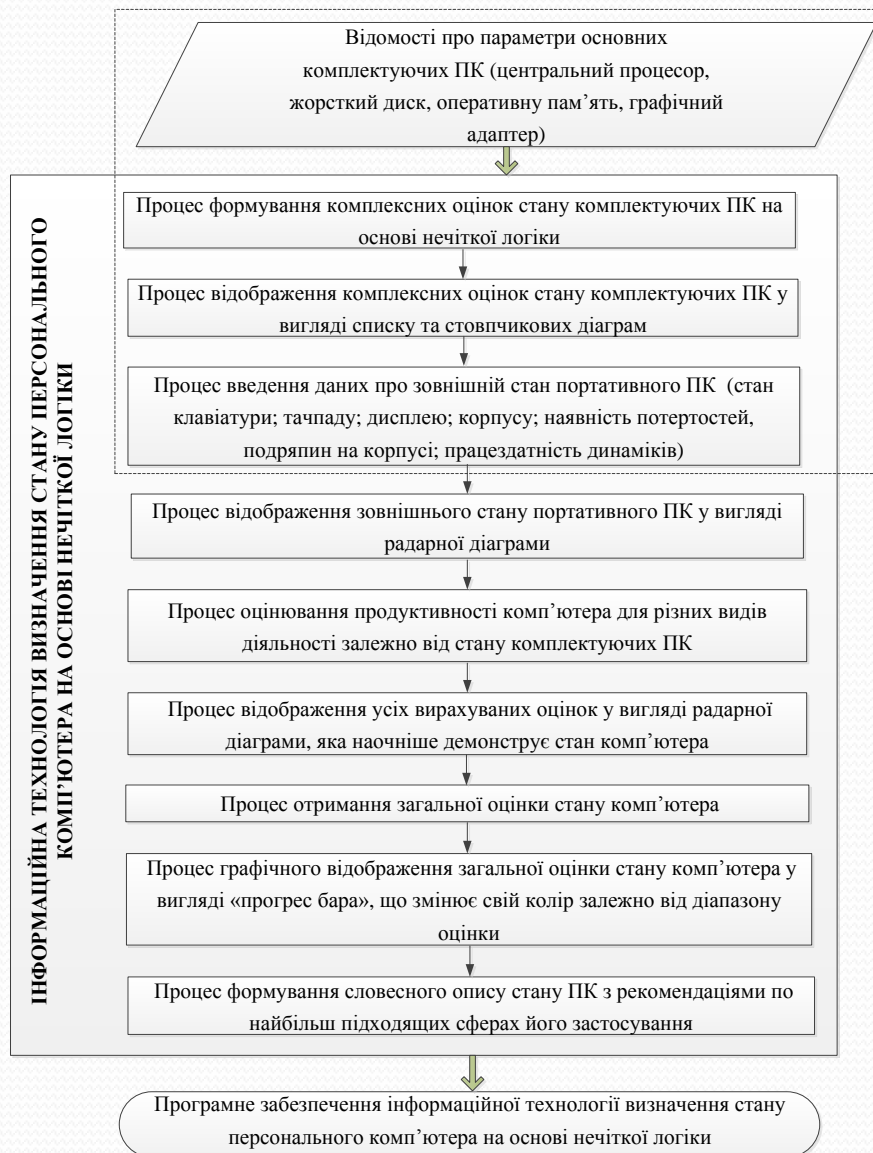 Відомості про параметри основних
комплектуючих ПК (центральний процесор,
жорсткий диск, оперативну пам’ять, графічний
адаптер)
ІНФОРМАЦІЙНА ТЕХНОЛОГІЯ ВИЗНАЧЕННЯ СТАНУ ПЕРСОНАЛЬНОГО
КОМП’ЮТЕРА НА ОСНОВІ НЕЧІТКОЇ ЛОГІКИ
Процес формування комплексних оцінок стану комплектуючих ПК на
основі нечіткої логіки
Процес відображення комплексних оцінок стану комплектуючих ПК у
вигляді списку та стовпчикових діаграм
Процес введення даних про зовнішній стан портативного ПК (стан
клавіатури; тачпаду; дисплею; корпусу; наявність потертостей,
подряпин на корпусі; працездатність динаміків)
Процес відображення зовнішнього стану портативного ПК у вигляді
радарної діаграми
Процес оцінювання продуктивності комп’ютера для різних видів
діяльності залежно від стану комплектуючих ПК
Процес відображення усіх вирахуваних оцінок у вигляді радарної
діаграми, яка наочніше демонструє стан комп’ютера
Процес отримання загальної оцінки стану комп’ютера
Процес графічного відображення загальної оцінки стану комп’ютера у
вигляді «прогрес бара», що змінює свій колір залежно від діапазону
оцінки
Процес формування словесного опису стану ПК з рекомендаціями по
найбільш підходящих сферах його застосування
Програмне забезпечення інформаційної технології визначення стану
персонального комп’ютера на основі нечіткої логіки